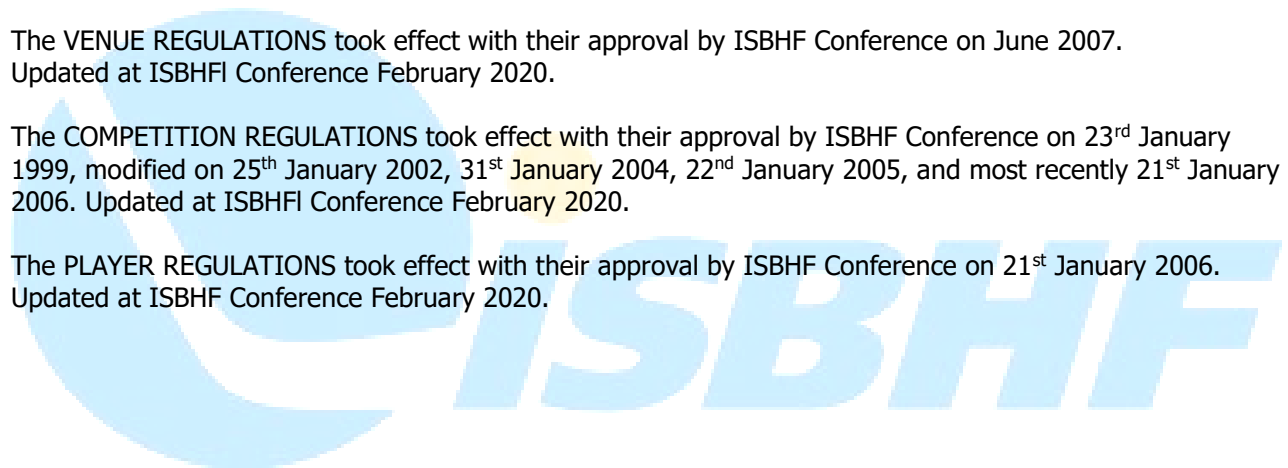 The VENUE REGULATIONS took effect with their approval by ISBHF Conference on June 2007.
Updated at ISBHFl Conference February 2020.
The COMPETITION REGULATIONS took effect with their approval by ISBHF Conference on 23rd January
1999, modified on 25th January 2002, 31st January 2004, 22nd January 2005, and most recently 21st January
2006. Updated at ISBHFl Conference February 2020.
The PLAYER REGULATIONS took effect with their approval by ISBHF Conference on 21st January 2006.
Updated at ISBHF Conference February 2020.
ISBHF